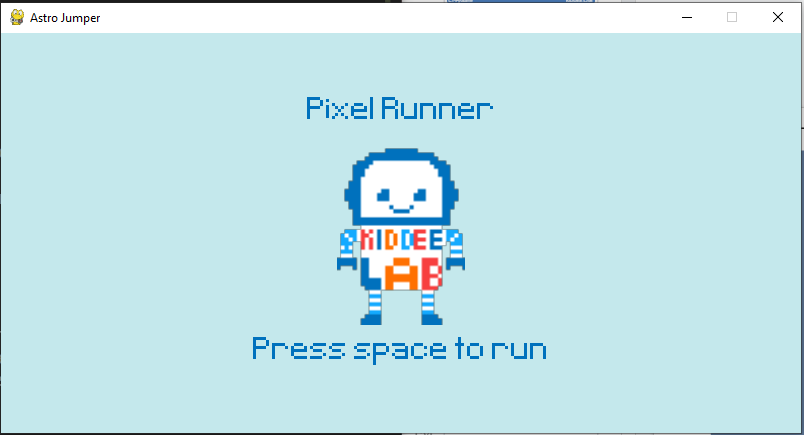 Astro Jumper
Pixel Runner
KIDDEE
LAB
Press space to run